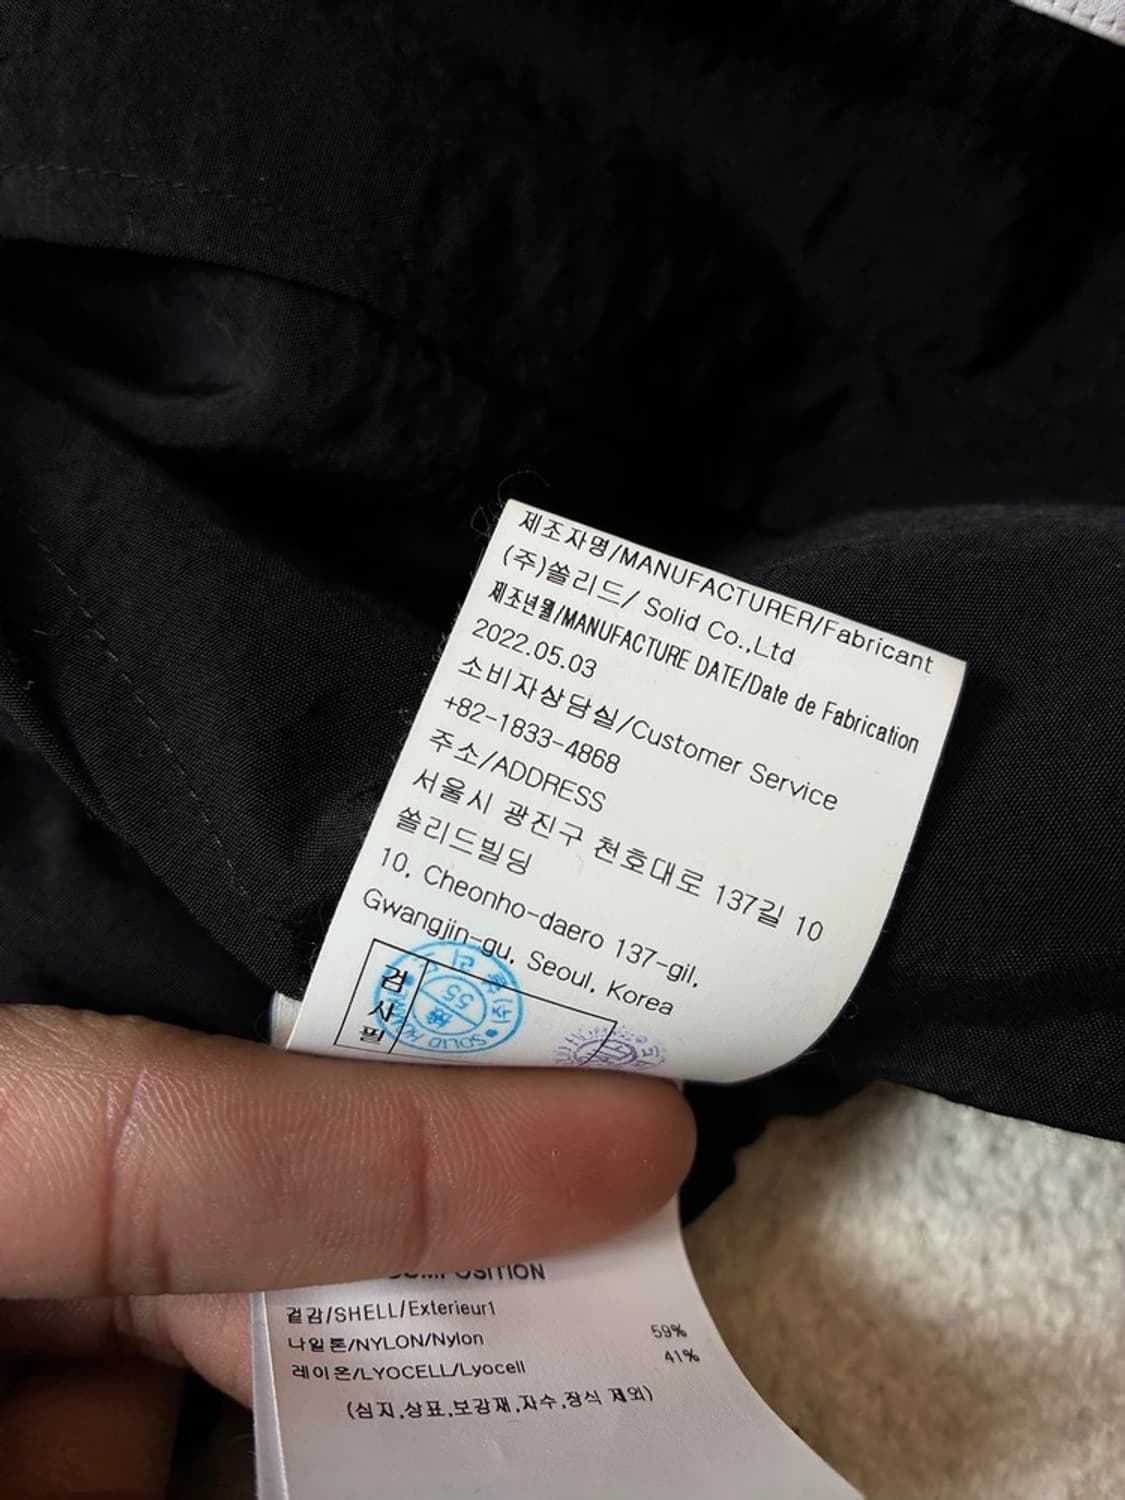 제조자명/MANUFACTURER/Fabricant
(주)쏠리드/ Solid Co.,Ltd
제조년월/MANUFACTURE DATE/Date de Fabrication
2022.05.03
소비자상담실/Customer Service
+82-1833-4868
주소/ADDRESS
서울시 광진구 천호대로 137길 10
쏠리드빌딩
10, Cheonho-daero 137-gil,
Gwangjin-gu, Seoul, Korea
검사필
55
SOLID
겉감/SHELL/Exterieur1
나일론/NYLON/Nylon 59%
레이온/LYOCELL/Lyocell 41%
(심지,상표,보강재,자수,장식 제외)